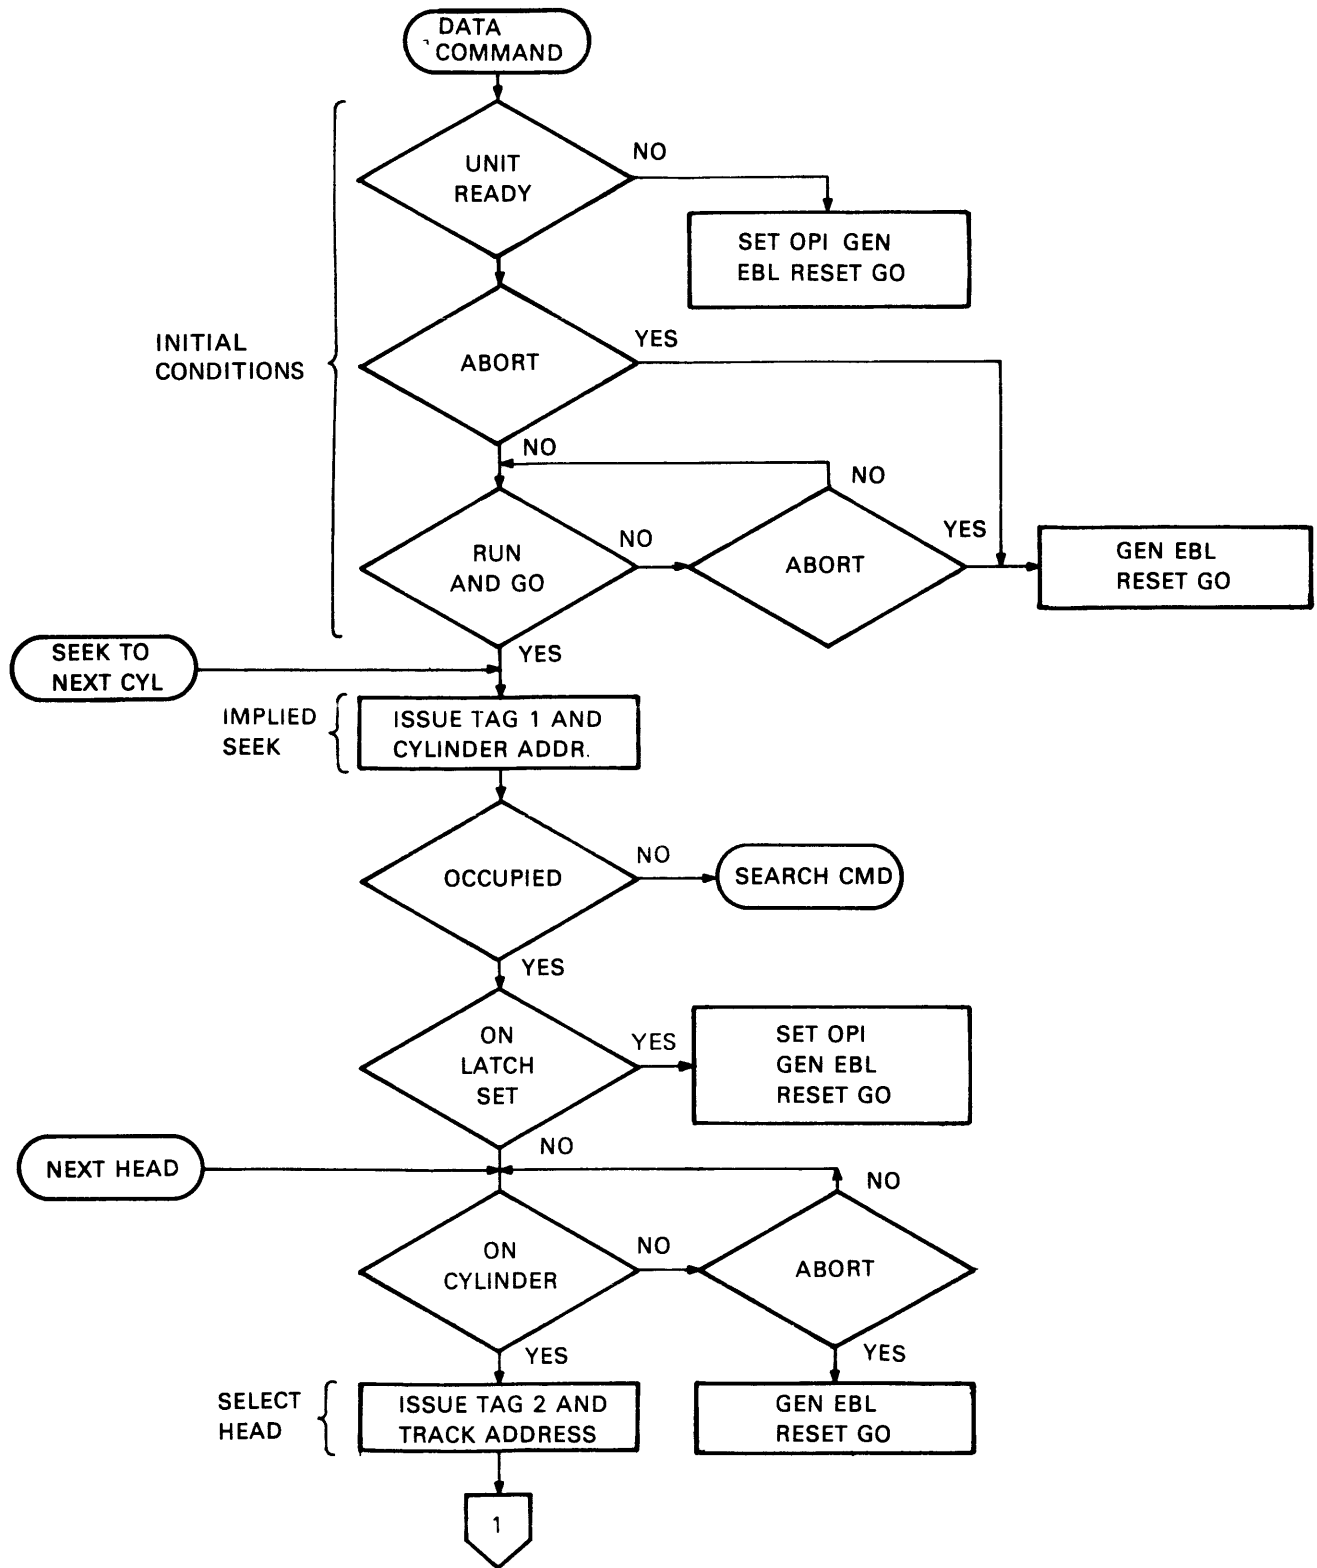 DATA
COMMAND
UNIT
READY
NO
SET OPI GEN
EBL RESET GO
INITIAL
CONDITIONS
ABORT
YES
NO
RUN
AND GO
NO
ABORT
NO
YES
GEN EBL
RESET GO
YES
SEEK TO
NEXT CYL
IMPLIED
SEEK
ISSUE TAG 1 AND
CYLINDER ADDR.
OCCUPIED
NO
SEARCH CMD
YES
ON
LATCH
SET
YES
SET OPI
GEN EBL
RESET GO
NO
NEXT HEAD
ON
CYLINDER
NO
ABORT
NO
YES
YES
SELECT
HEAD
ISSUE TAG 2 AND
TRACK ADDRESS
GEN EBL
RESET GO
1